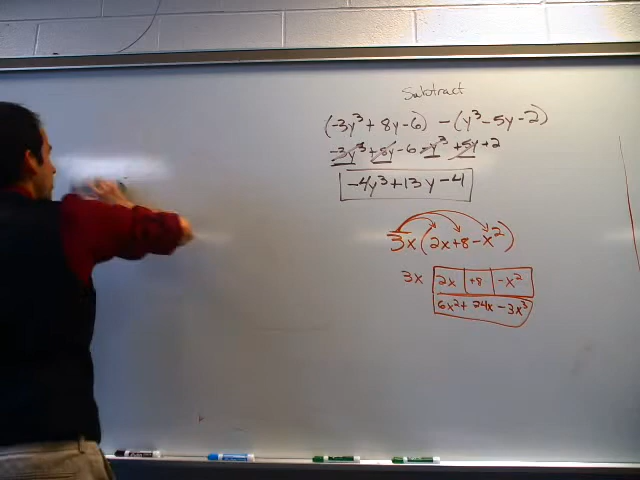 Subtract
(-3y³ + 8y - 6) - (y³ - 5y - 2)
-3y³ + 8y - 6 - y³ + 5y + 2
-4y³ + 13y - 4
3x(2x + 8 - x²)
3x 2x +8 -x²
6x² + 24x - 3x³